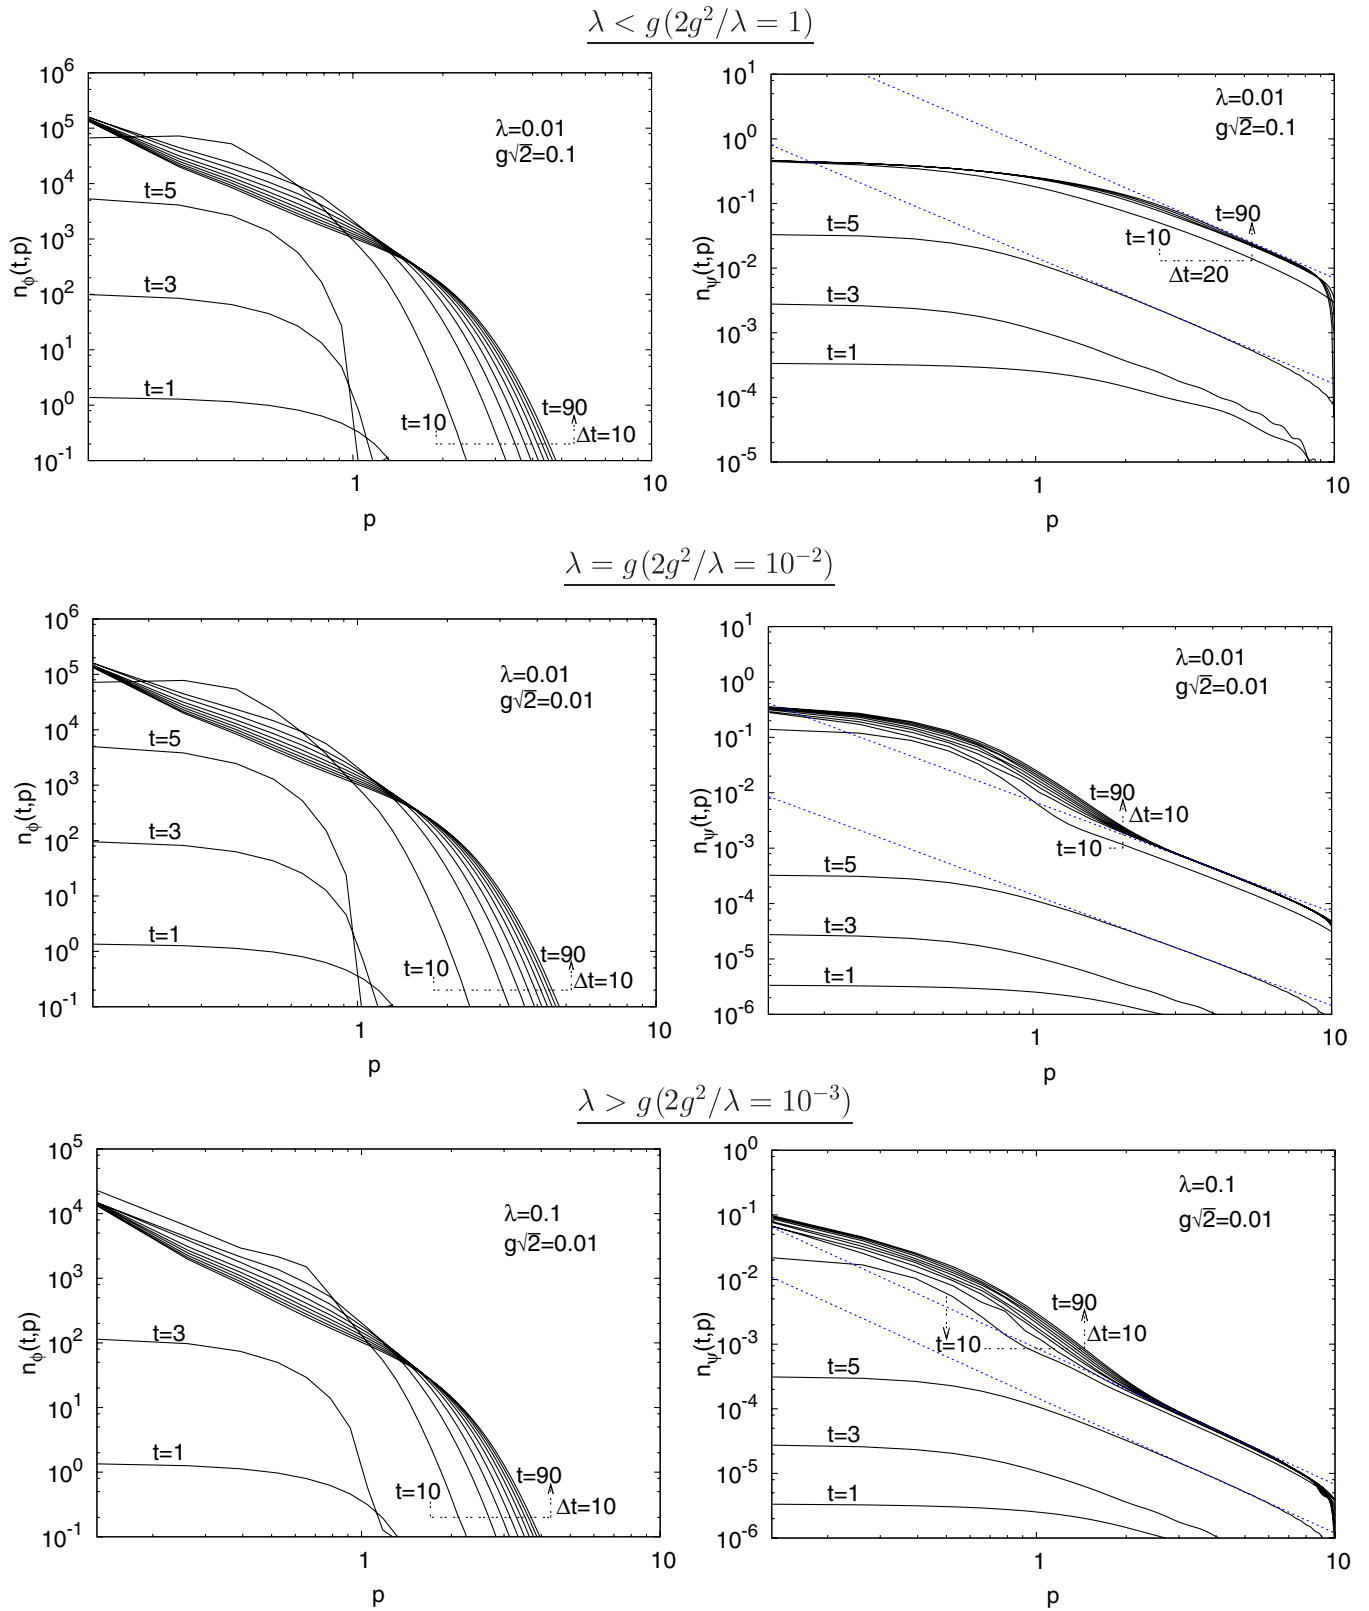 λ < g(2g²/λ = 1)
10⁶
10⁵
10⁴
10³
10²
10¹
10⁰
10⁻¹
nϕ(t,p)
λ=0.01
g√2=0.1
t=5
t=3
t=1
t=10
t=90
Δt=10
1
10
p
10¹
10⁰
10⁻¹
10⁻²
10⁻³
10⁻⁴
10⁻⁵
nψ(t,p)
λ=0.01
g√2=0.1
t=90
t=10
Δt=20
t=5
t=3
t=1
1
10
p
λ = g(2g²/λ = 10⁻²)
10⁶
10⁵
10⁴
10³
10²
10¹
10⁰
10⁻¹
nϕ(t,p)
λ=0.01
g√2=0.01
t=5
t=3
t=1
t=10
t=90
Δt=10
1
10
p
10¹
10⁰
10⁻¹
10⁻²
10⁻³
10⁻⁴
10⁻⁵
10⁻⁶
nψ(t,p)
λ=0.01
g√2=0.01
t=90
Δt=10
t=10
t=5
t=3
t=1
1
10
p
λ > g(2g²/λ = 10⁻³)
10⁵
10⁴
10³
10²
10¹
10⁰
10⁻¹
nϕ(t,p)
λ=0.1
g√2=0.01
t=3
t=1
t=10
t=90
Δt=10
1
10
p
10⁰
10⁻¹
10⁻²
10⁻³
10⁻⁴
10⁻⁵
10⁻⁶
nψ(t,p)
λ=0.1
g√2=0.01
t=90
Δt=10
t=10
t=5
t=3
t=1
1
10
p